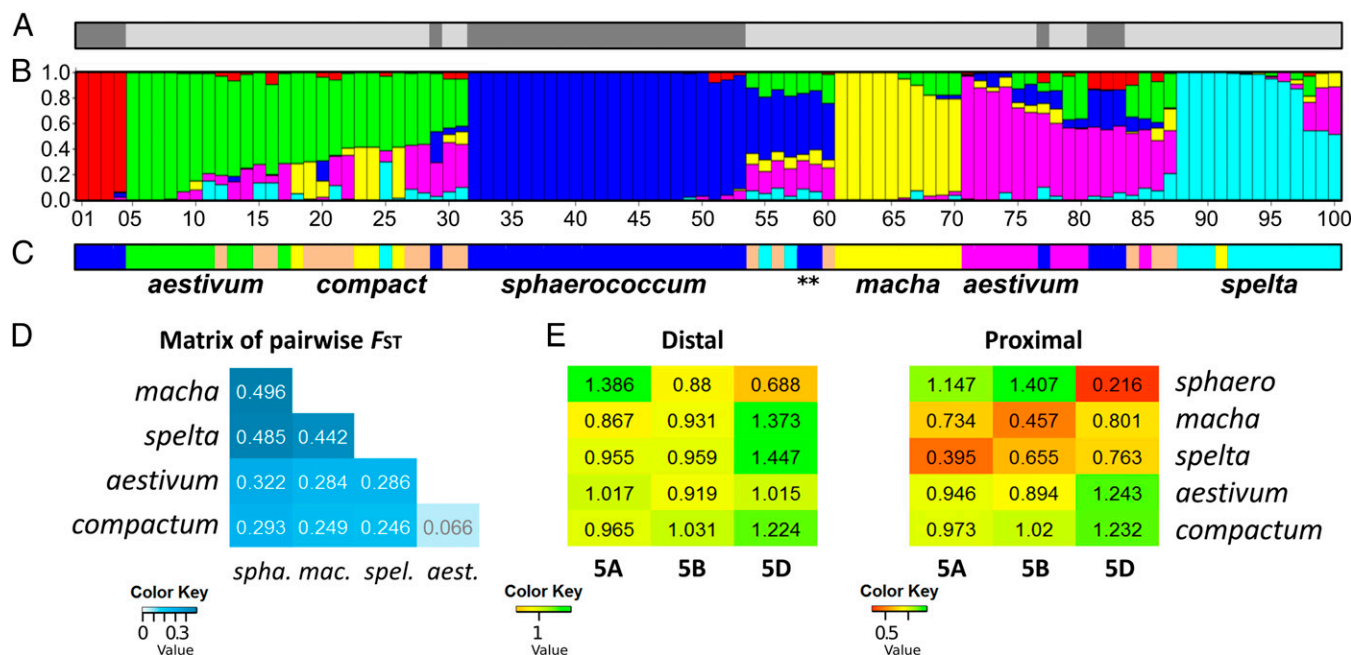 A
B
1.0
0.8
0.6
0.4
0.2
0.0
01 05 10 15 20 25 30 35 40 45 50 55 60 65 70 75 80 85 90 95 100
C
aestivum compact sphaerococcum ** macha aestivum spelta
D Matrix of pairwise FST
macha 0.496
spelta 0.485 0.442
aestivum 0.322 0.284 0.286
compactum 0.293 0.249 0.246 0.066
spha. mac. spel. aest.
Color Key
0 0.3
Value
E Distal Proximal
1.386 0.88 0.688 1.147 1.407 0.216 sphaero
0.867 0.931 1.373 0.734 0.457 0.801 macha
0.955 0.959 1.447 0.395 0.655 0.763 spelta
1.017 0.919 1.015 0.946 0.894 1.243 aestivum
0.965 1.031 1.224 0.973 1.02 1.232 compactum
5A 5B 5D 5A 5B 5D
Color Key Color Key
1 0.5
Value Value